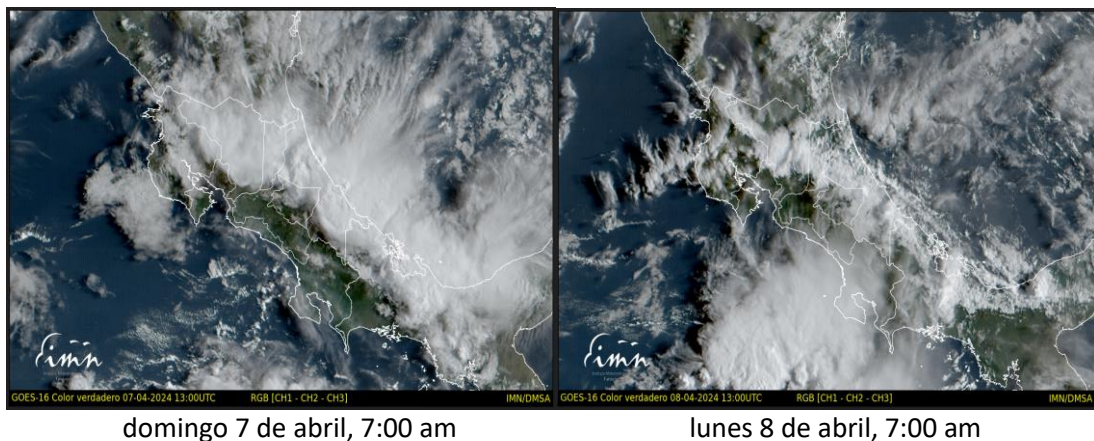 imn
GOES-16 Color verdadero 07-04-2024 13:00UTC RGB [CH1 - CH2 - CH3] IMN/DMSA
imn
GOES-16 Color verdadero 08-04-2024 13:00UTC RGB [CH1 - CH2 - CH3] IMN/DMSA
domingo 7 de abril, 7:00 am
lunes 8 de abril, 7:00 am